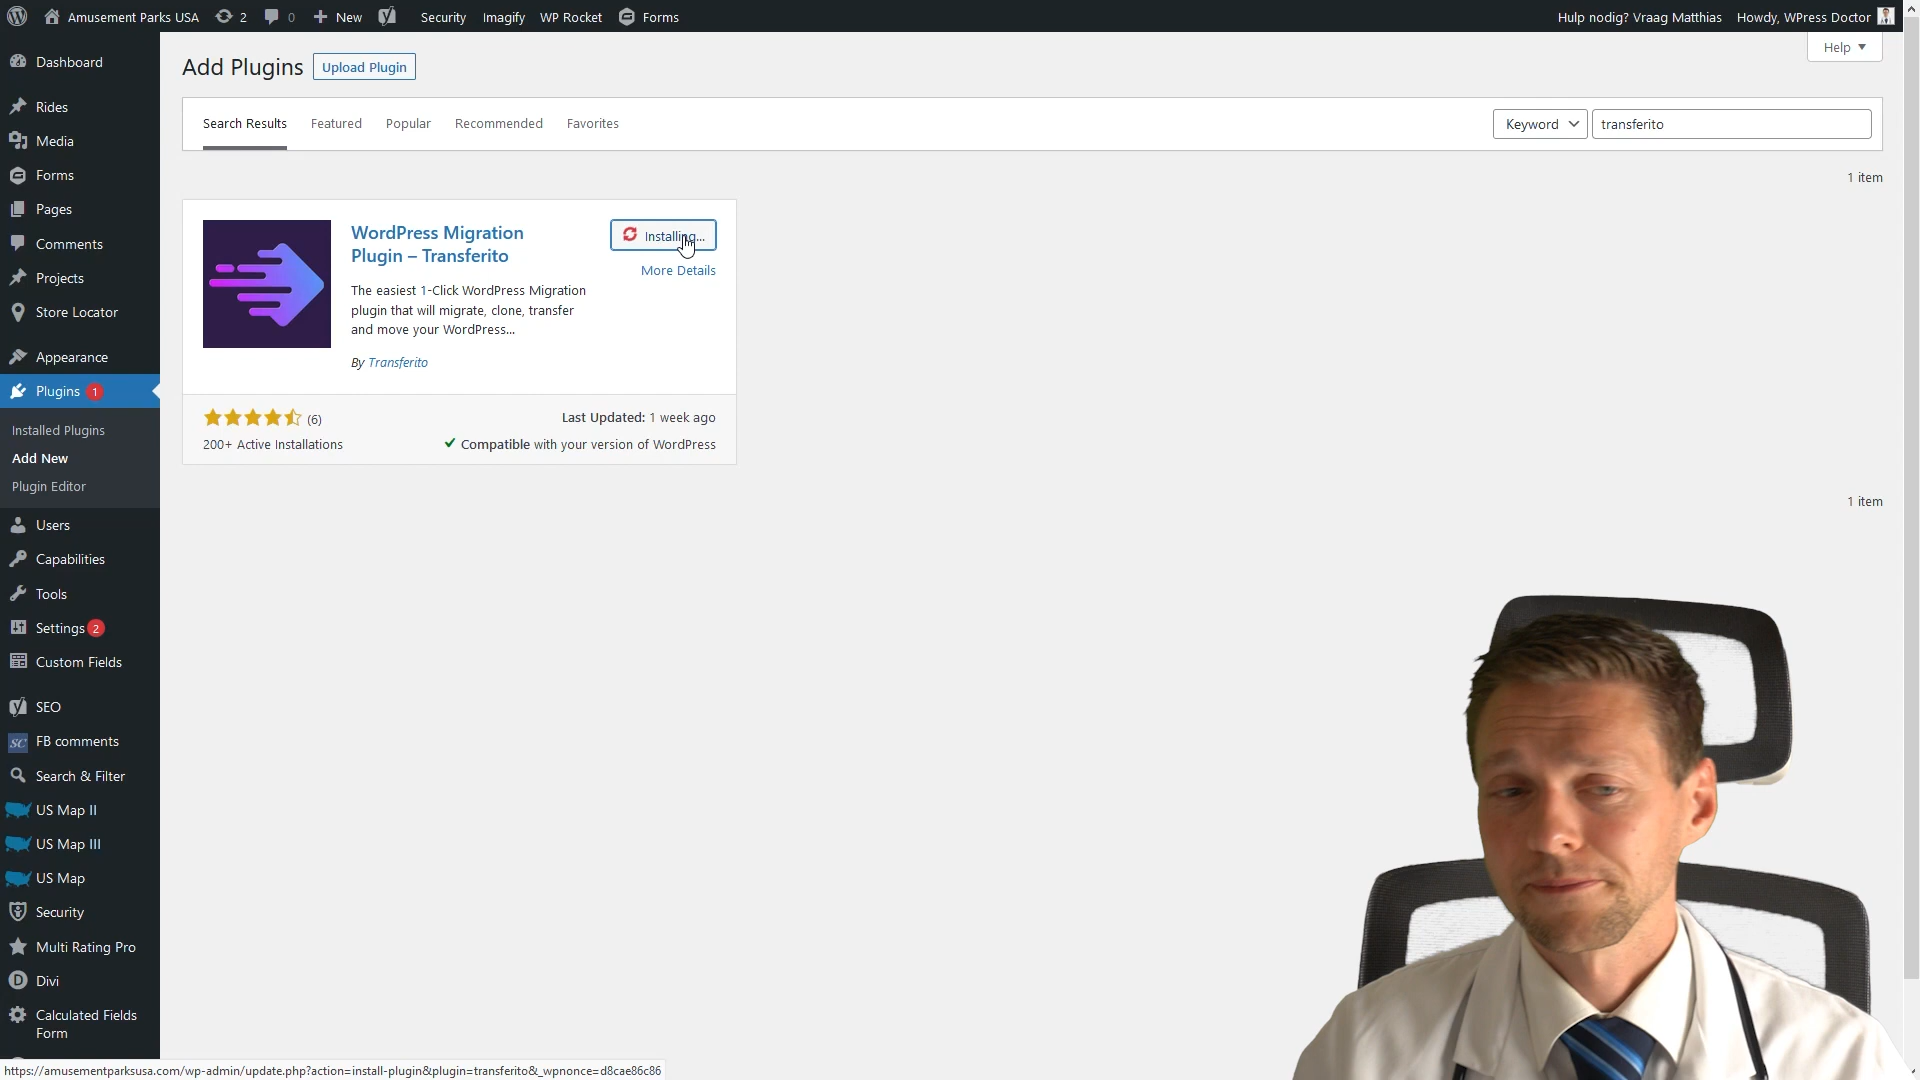 Amusement Parks USA 2 0 New Security Imagify WP Rocket Forms Hulp nodig? Vraag Matthias Howdy, WPress Doctor
Help
Add Plugins Upload Plugin
Search Results Featured Popular Recommended Favorites Keyword transferito
1 item
WordPress Migration
Plugin – Transferito
Installing...
More Details
The easiest 1-Click WordPress Migration
plugin that will migrate, clone, transfer
and move your WordPress...
By Transferito
(6) Last Updated: 1 week ago
200+ Active Installations Compatible with your version of WordPress
1 item
Dashboard
Rides
Media
Forms
Pages
Comments
Projects
Store Locator
Appearance
Plugins 1
Installed Plugins
Add New
Plugin Editor
Users
Capabilities
Tools
Settings 2
Custom Fields
SEO
SC FB comments
Search & Filter
US Map II
US Map III
US Map
Security
Multi Rating Pro
D Divi
Calculated Fields
Form
https://amusementparksusa.com/wp-admin/update.php?action=install-plugin&plugin=transferito&_wpnonce=d8cae86c86